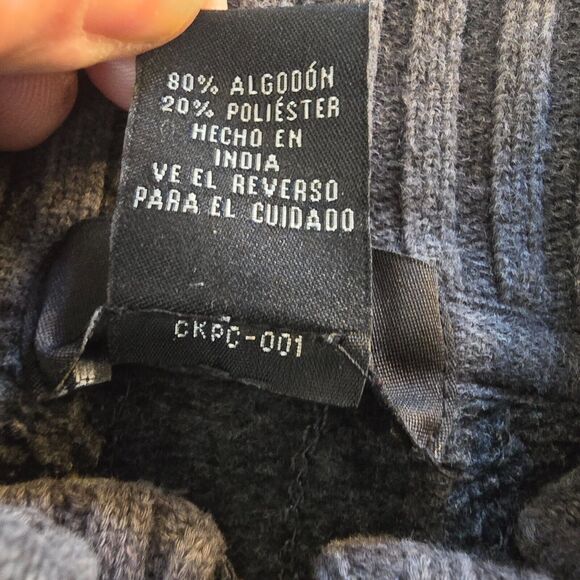 80% ALGODÓN
20% POLIÉSTER
HECHO EN
INDIA
VE EL REVERSO
PARA EL CUIDADO
CKPC-001